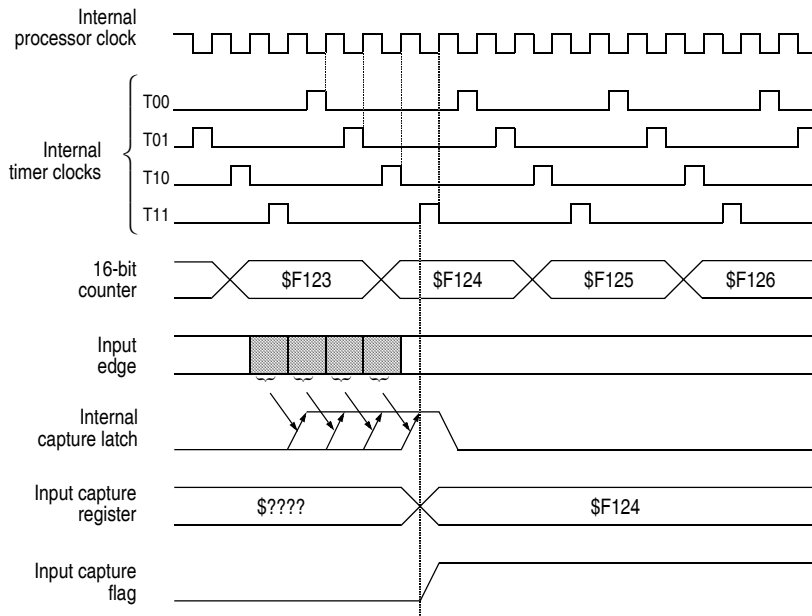 Internal
processor clock
T00
T01
Internal
timer clocks
T10
T11
16-bit
counter
$F123
$F124
$F125
$F126
Input
edge
Internal
capture latch
Input capture
register
$????
$F124
Input capture
flag